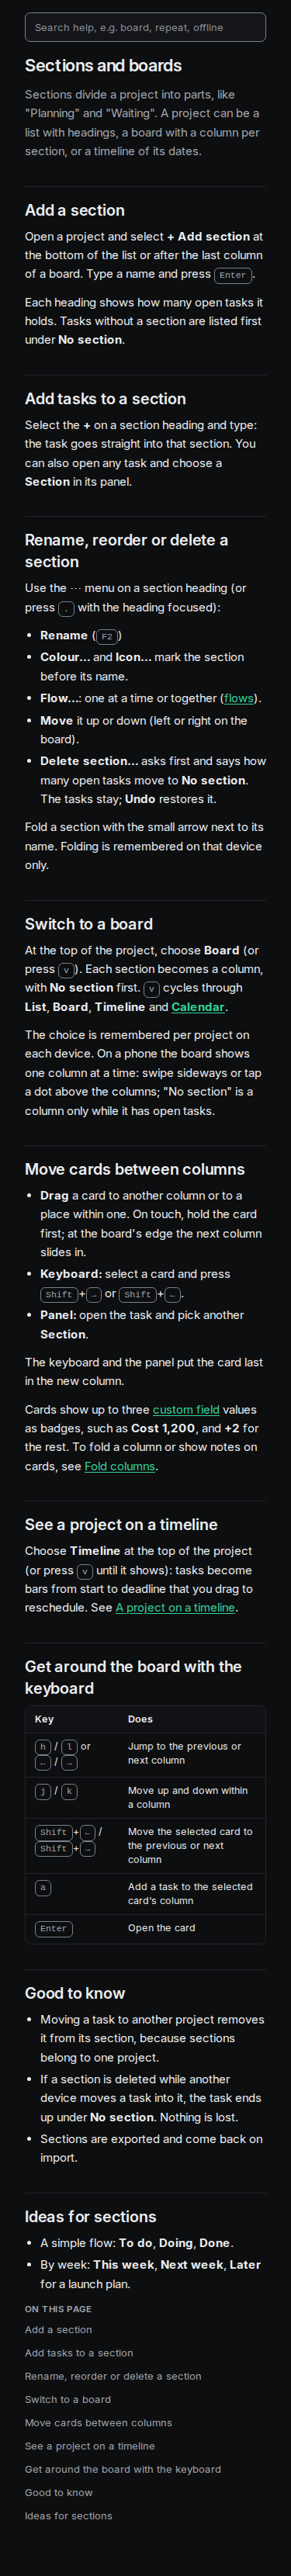 Search help, e.g. board, repeat, offline
Sections and boards
Sections divide a project into parts, like
"Planning" and "Waiting". A project can be a
list with headings, a board with a column per
section, or a timeline of its dates.
Add a section
Open a project and select + Add section at
the bottom of the list or after the last column
of a board. Type a name and press Enter.
Each heading shows how many open tasks it
holds. Tasks without a section are listed first
under No section.
Add tasks to a section
Select the + on a section heading and type:
the task goes straight into that section. You
can also open any task and choose a
Section in its panel.
Rename, reorder or delete a
section
Use the ⋯ menu on a section heading (or
press . with the heading focused):
• Rename (F2)
• Colour... and Icon... mark the section
before its name.
• Flow...: one at a time or together (flows).
• Move it up or down (left or right on the
board).
• Delete section... asks first and says how
many open tasks move to No section.
The tasks stay; Undo restores it.
Fold a section with the small arrow next to its
name. Folding is remembered on that device
only.
Switch to a board
At the top of the project, choose Board (or
press v). Each section becomes a column,
with No section first. v cycles through
List, Board, Timeline and Calendar.
The choice is remembered per project on
each device. On a phone the board shows
one column at a time: swipe sideways or tap
a dot above the columns; "No section" is a
column only while it has open tasks.
Move cards between columns
• Drag a card to another column or to a
place within one. On touch, hold the card
first; at the board's edge the next column
slides in.
• Keyboard: select a card and press
Shift+→ or Shift+←.
• Panel: open the task and pick another
Section.
The keyboard and the panel put the card last
in the new column.
Cards show up to three custom field values
as badges, such as Cost 1,200, and +2 for
the rest. To fold a column or show notes on
cards, see Fold columns.
See a project on a timeline
Choose Timeline at the top of the project
(or press v until it shows): tasks become
bars from start to deadline that you drag to
reschedule. See A project on a timeline.
Get around the board with the
keyboard
Key Does
h / l or Jump to the previous or
← / → next column
j / k Move up and down within
a column
Shift+← / Move the selected card to
Shift+→ the previous or next
column
a Add a task to the selected
card's column
Enter Open the card
Good to know
• Moving a task to another project removes
it from its section, because sections
belong to one project.
• If a section is deleted while another
device moves a task into it, the task ends
up under No section. Nothing is lost.
• Sections are exported and come back on
import.
Ideas for sections
• A simple flow: To do, Doing, Done.
• By week: This week, Next week, Later
for a launch plan.
ON THIS PAGE
Add a section
Add tasks to a section
Rename, reorder or delete a section
Switch to a board
Move cards between columns
See a project on a timeline
Get around the board with the keyboard
Good to know
Ideas for sections